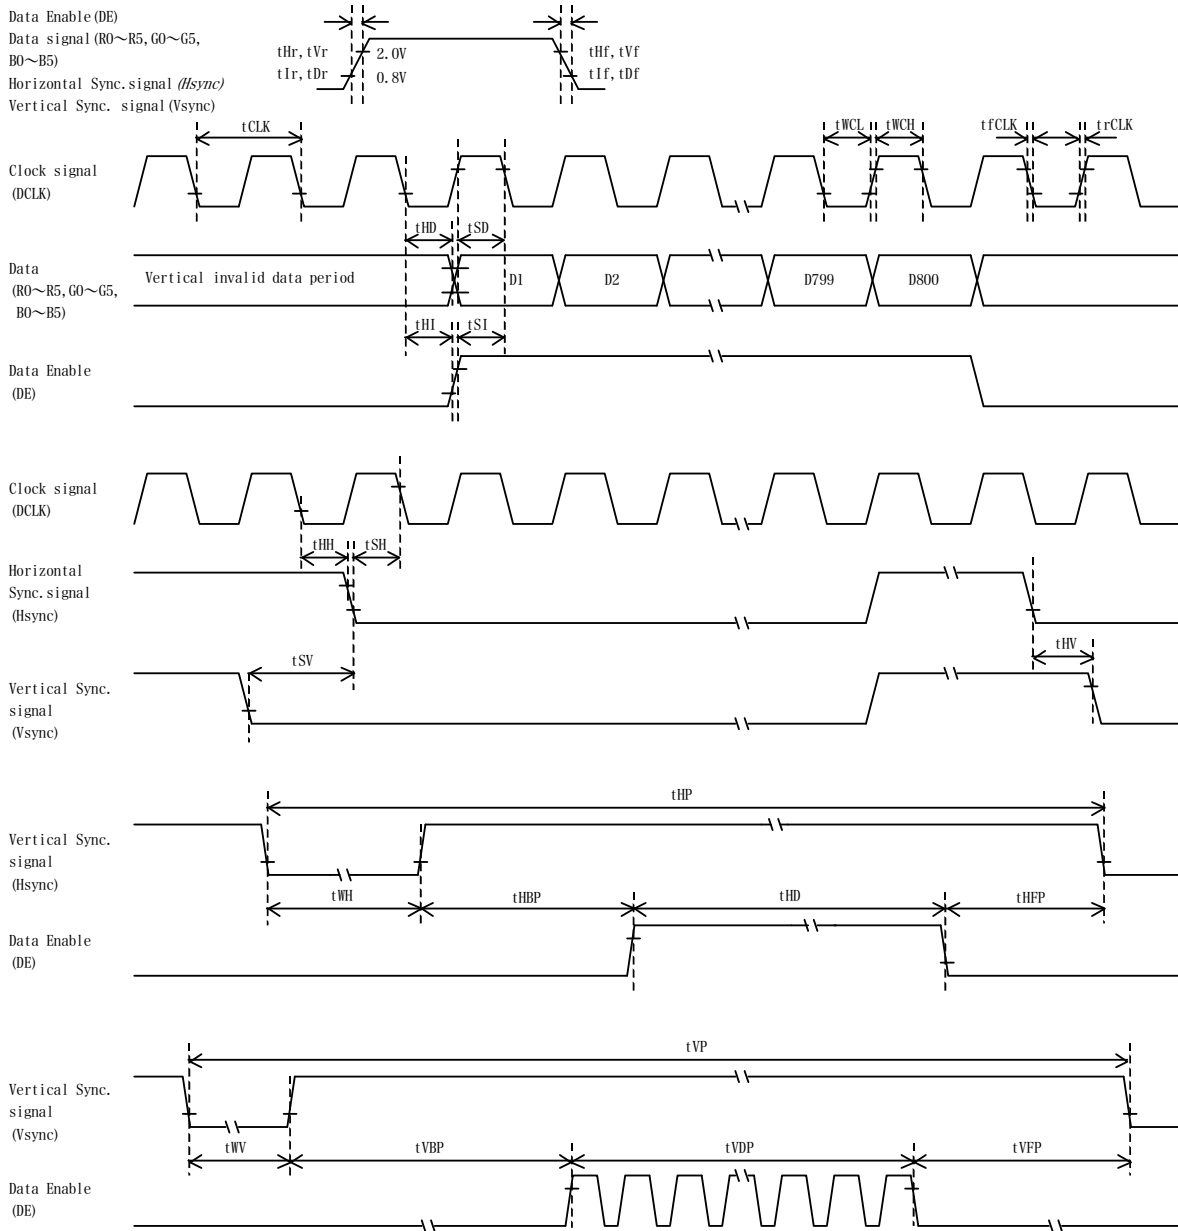 Data Enable(DE)
Data signal(R0～R5,G0～G5,
B0～B5)
Horizontal Sync.signal(Hsync)
Vertical Sync. signal(Vsync)
tHr,tVr
tIr,tDr
2.0V
0.8V
tHf,tVf
tIf,tDf
tCLK
tWCL
tWCH
tfCLK
trCLK
Clock signal
(DCLK)
tHD
tSD
Data
(R0～R5,G0～G5,
B0～B5)
Vertical invalid data period
D1
D2
D799
D800
tHI
tSI
Data Enable
(DE)
Clock signal
(DCLK)
tHH
tSH
Horizontal
Sync.signal
(Hsync)
tHV
tSV
Vertical Sync.
signal
(Vsync)
tHP
Vertical Sync.
signal
(Hsync)
tWH
tHBP
tHD
tHFP
Data Enable
(DE)
tVP
Vertical Sync.
signal
(Vsync)
tWV
tVBP
tVDP
tVFP
Data Enable
(DE)